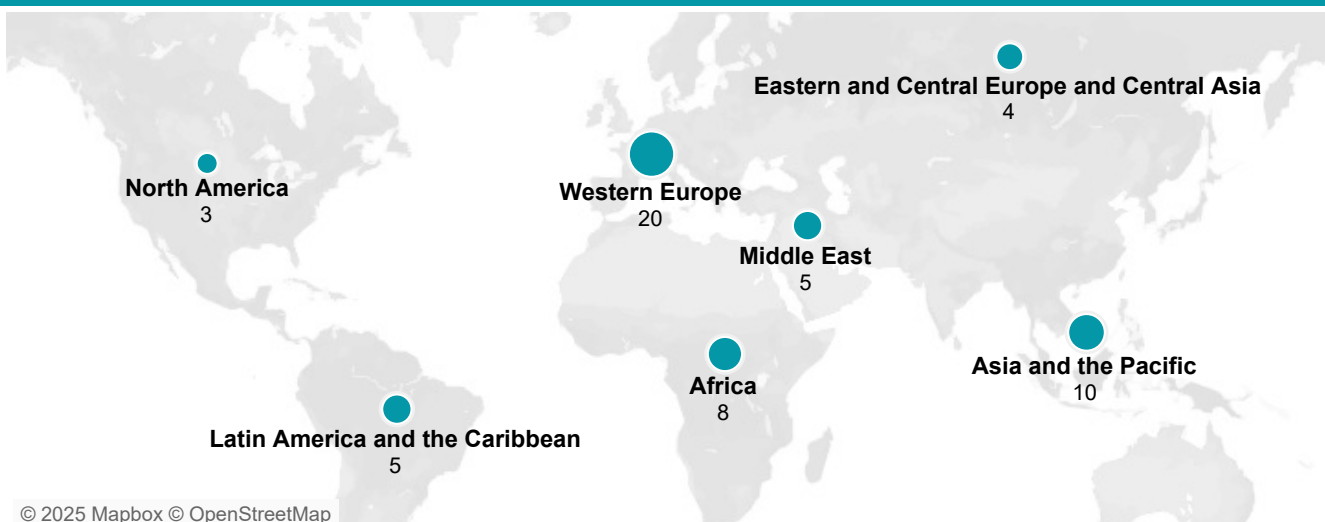 Eastern and Central Europe and Central Asia
4
North America
3
Western Europe
20
Middle East
5
Asia and the Pacific
10
Africa
8
Latin America and the Caribbean
5
© 2025 Mapbox © OpenStreetMap